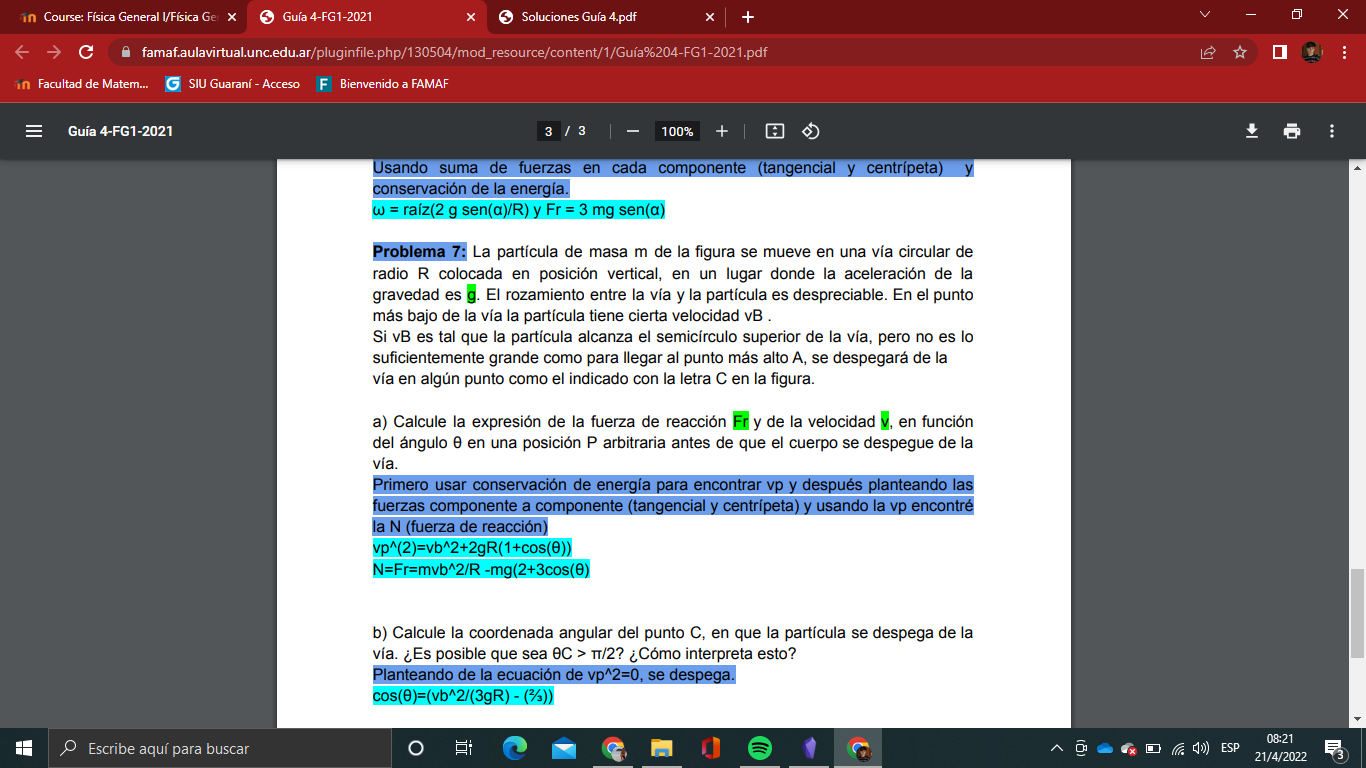 Course: Física General I/Física Ge
Guía 4-FG1-2021
Soluciones Guía 4.pdf
famaf.aulavirtual.unc.edu.ar/pluginfile.php/130504/mod_resource/content/1/Guía%204-FG1-2021.pdf
Facultad de Matem...
SIU Guaraní - Acceso
Bienvenido a FAMAF
Guía 4-FG1-2021
3 / 3
100%
Usando suma de fuerzas en cada componente (tangencial y centrípeta) y
conservación de la energía.
ω = raíz(2 g sen(α)/R) y Fr = 3 mg sen(α)
Problema 7: La partícula de masa m de la figura se mueve en una vía circular de
radio R colocada en posición vertical, en un lugar donde la aceleración de la
gravedad es g. El rozamiento entre la vía y la partícula es despreciable. En el punto
más bajo de la vía la partícula tiene cierta velocidad vB .
Si vB es tal que la partícula alcanza el semicírculo superior de la vía, pero no es lo
suficientemente grande como para llegar al punto más alto A, se despegará de la
vía en algún punto como el indicado con la letra C en la figura.
a) Calcule la expresión de la fuerza de reacción Fr y de la velocidad v, en función
del ángulo θ en una posición P arbitraria antes de que el cuerpo se despegue de la
vía.
Primero usar conservación de energía para encontrar vp y después planteando las
fuerzas componente a componente (tangencial y centrípeta) y usando la vp encontré
la N (fuerza de reacción)
vp^(2)=vb^2+2gR(1+cos(θ))
N=Fr=mvb^2/R -mg(2+3cos(θ)
b) Calcule la coordenada angular del punto C, en que la partícula se despega de la
vía. ¿Es posible que sea θC > π/2? ¿Cómo interpreta esto?
Planteando de la ecuación de vp^2=0, se despega.
cos(θ)=(vb^2/(3gR) - (⅔))
Escribe aquí para buscar
ESP
08:21
21/4/2022
3